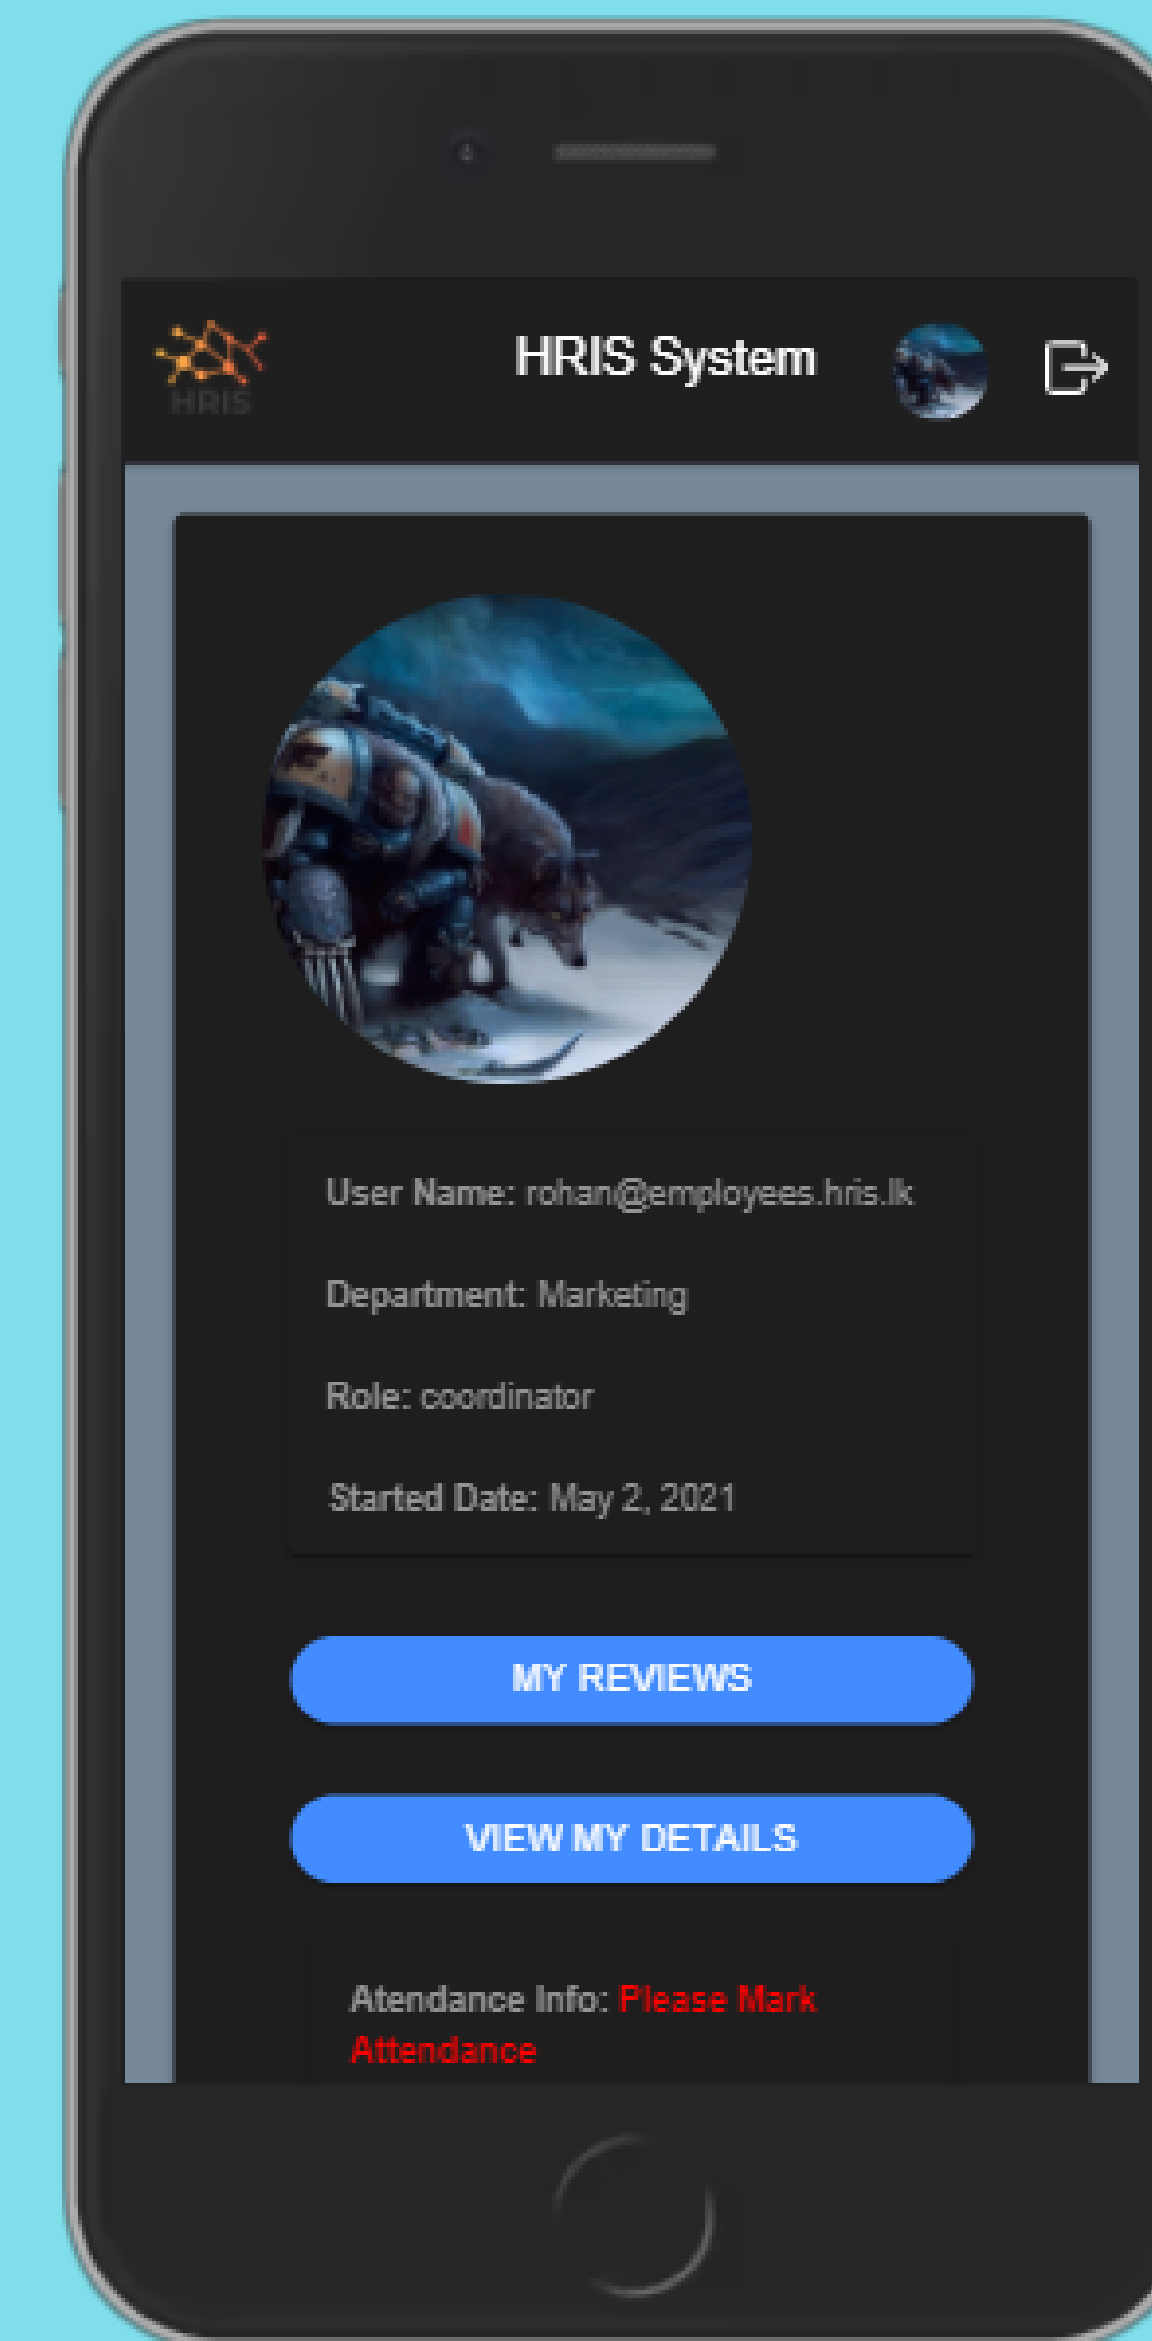 HRIS
HRIS System
User Name: rohan@employees.hris.lk
Department: Marketing
Role: coordinator
Started Date: May 2, 2021
MY REVIEWS
VIEW MY DETAILS
Atendance Info: Please Mark
Attendance